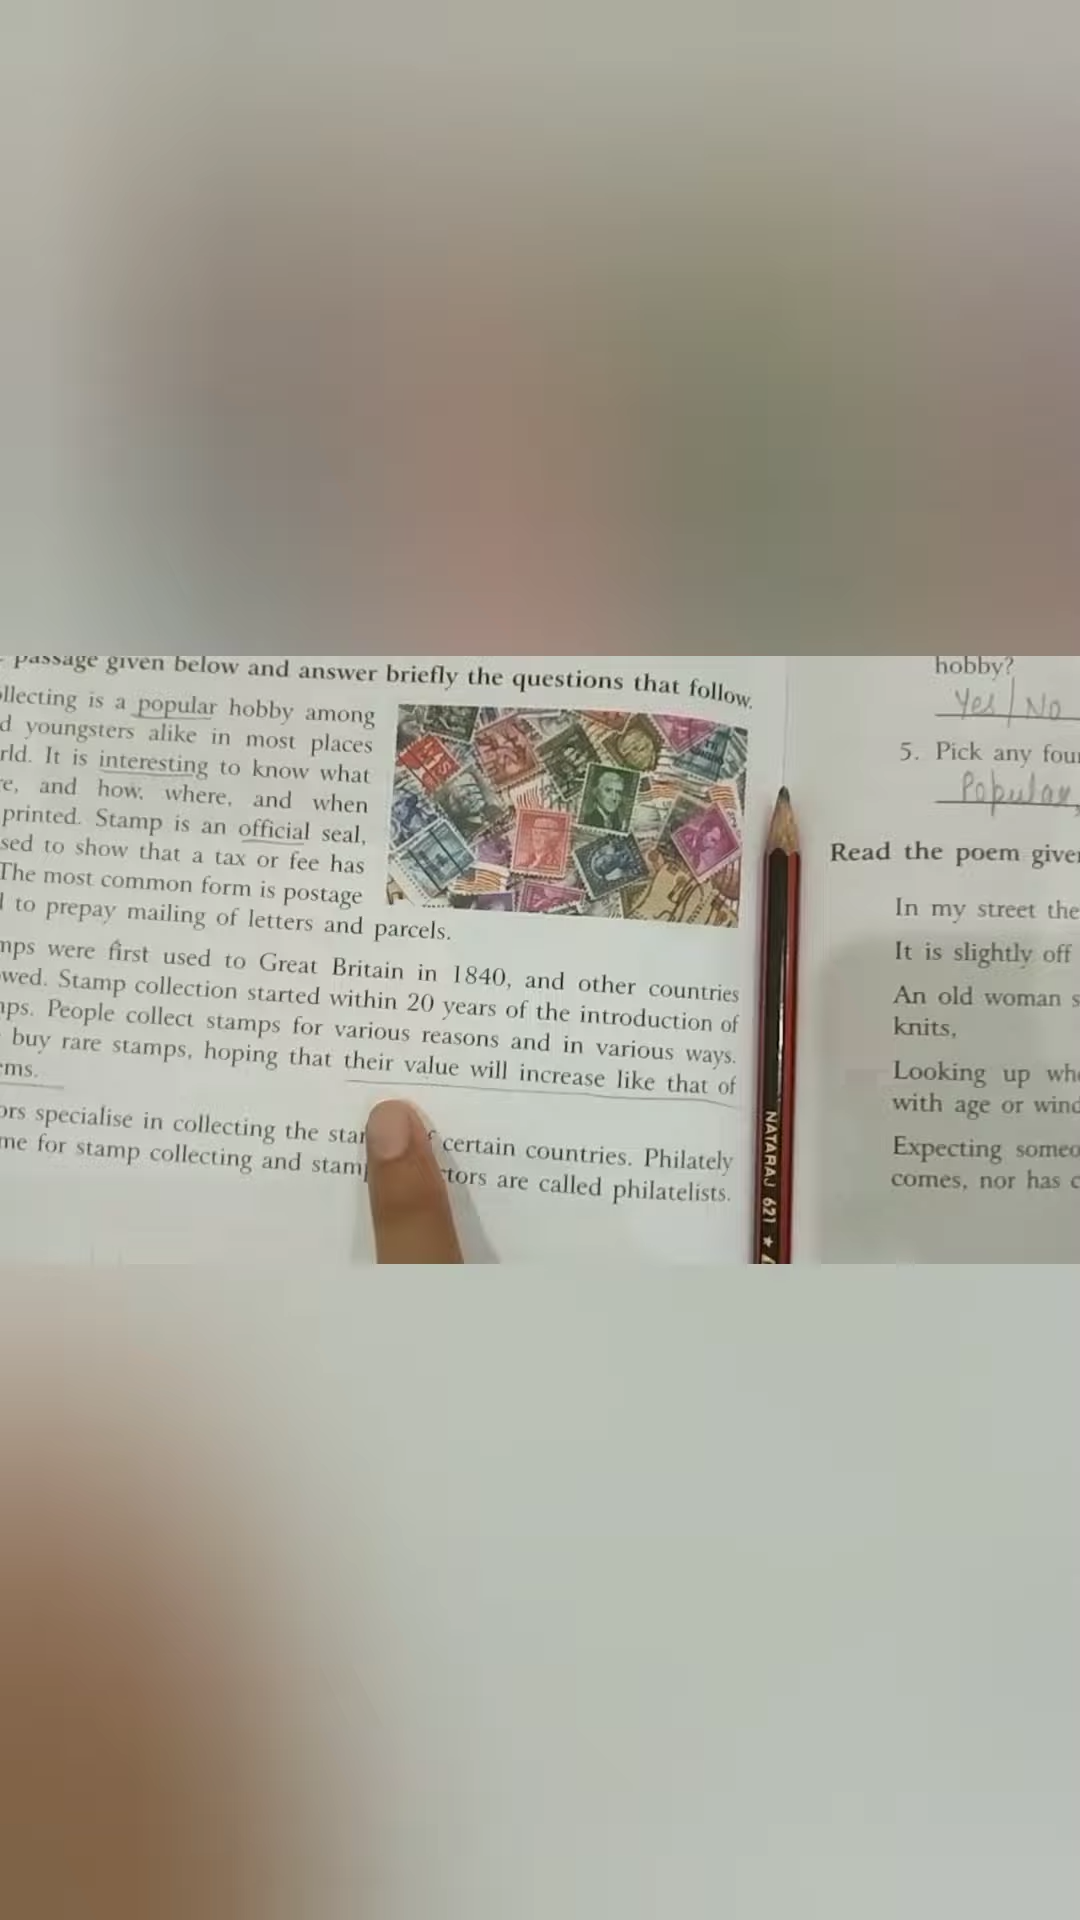 passage given below and answer briefly the questions that follow.
llecting is a popular hobby among
d youngsters alike in most places
rld. It is interesting to know what
e, and how, where, and when
printed. Stamp is an official seal,
sed to show that a tax or fee has
The most common form is postage
l to prepay mailing of letters and parcels.
mps were first used to Great Britain in 1840, and other countries
wed. Stamp collection started within 20 years of the introduction of
ps. People collect stamps for various reasons and in various ways.
buy rare stamps, hoping that their value will increase like that of
ems.
ors specialise in collecting the star certain countries. Philately
me for stamp collecting and stamp ctors are called philatelists.
NATARAJ 621
hobby?
Yes/No
5. Pick any four
Popular,
Read the poem given
In my street the
It is slightly off
An old woman s
knits,
Looking up whe
with age or wind
Expecting someo
comes, nor has c